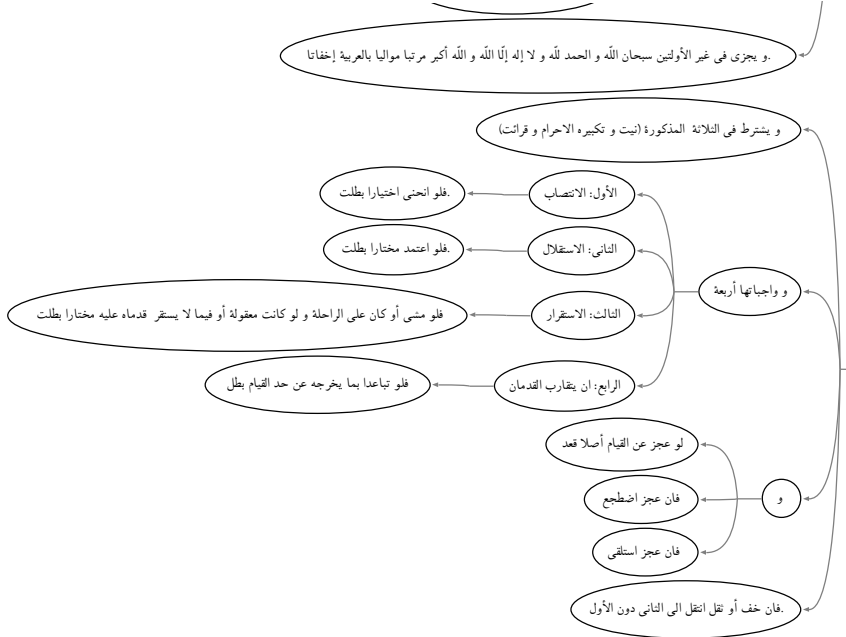 .و يجزى فى غير الأولتين سبحان اللّه و الحمد للّه و لا إله إلّا اللّه و اللّه أكبر مرتبا مواليا بالعربية إخفاتا
و يشترط فى الثلاثة المذكورة (نيت و تكبيره الاحرام و قرائت)
و واجباتها أربعة
الأول: الانتصاب
.فلو انحنى اختيارا بطلت
الثانى: الاستقلال
.فلو اعتمد مختارا بطلت
الثالث: الاستقرار
فلو مشى أو كان على الراحلة و لو كانت معقولة أو فيما لا يستقر قدماه عليه مختارا بطلت
الرابع: ان يتقارب القدمان
فلو تباعدا بما يخرجه عن حد القيام بطل
و
لو عجز عن القيام أصلا قعد
فان عجز اضطجع
فان عجز استلقى
.فان خف أو ثقل انتقل الى الثانى دون الأول